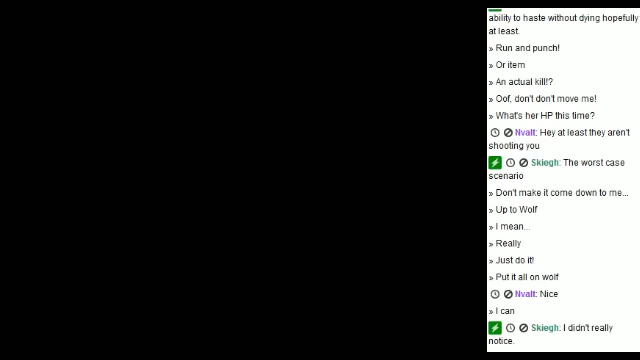 ability to haste without dying hopefully
at least.
» Run and punch!
» Or item
» An actual kill!?
» Oof, don't don't move me!
» What's her HP this time?
Nvalt: Hey at least they aren't
shooting you
Skiegh: The worst case
scenario
» Don't make it come down to me...
» Up to Wolf
» I mean...
» Really
» Just do it!
» Put it all on wolf
Nvalt: Nice
» I can
Skiegh: I didn't really
notice.